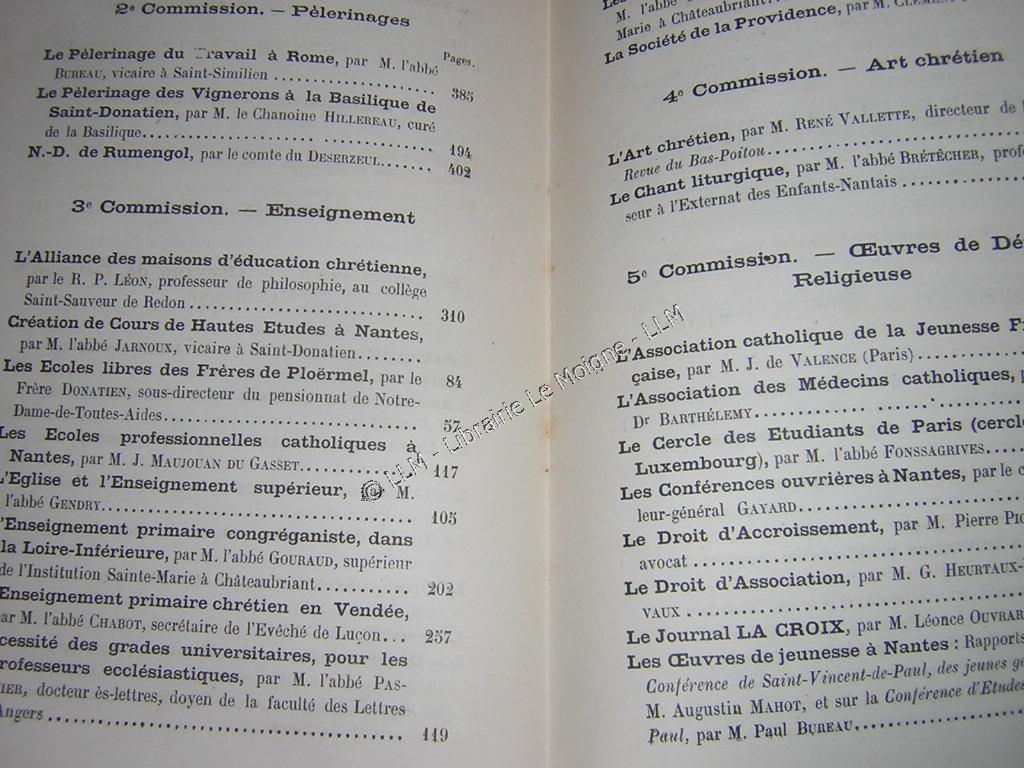 2e Commission. — Pèlerinages
Pages.
Le Pèlerinage du Travail à Rome, par M. l'abbé
BUREAU, vicaire à Saint-Similien .......... 385
Le Pèlerinage des Vignerons à la Basilique de
Saint-Donatien, par M. le Chanoine HILLEREAU, curé
de la Basilique.......... 194
N.-D. de Rumengol, par le comte du DESERZEUL....... 402
3e Commission. — Enseignement
L'Alliance des maisons d'éducation chrétienne,
par le R. P. LÉON, professeur de philosophie, au collège
Saint-Sauveur de Redon .......... 310
Création de Cours de Hautes Etudes à Nantes,
par M. l'abbé JARNOUX, vicaire à Saint-Donatien........ 84
Les Ecoles libres des Frères de Ploërmel, par le
Frère DONATIEN, sous-directeur du pensionnat de Notre-
Dame-de-Toutes-Aides.......... 57
Les Ecoles professionnelles catholiques à
Nantes, par M. J. MAUJOUAN DU GASSET.......... 117
L'Eglise et l'Enseignement supérieur, M.
l'abbé GENDRY.......... 105
'Enseignement primaire congréganiste, dans
la Loire-Inférieure, par M. l'abbé GOURAUD, supérieur
de l'Institution Sainte-Marie à Châteaubriant.......... 202
Enseignement primaire chrétien en Vendée,
par M. l'abbé CHABOT, secrétaire de l'Evêché de Luçon... 257
cessité des grades universitaires, pour les
rofesseurs ecclésiastiques, par M. l'abbé PAS-
IER, docteur ès-lettres, doyen de la faculté des Lettres
Angers .......... 119
M. l'abbé
Marie à Châteaubriant
La Société de la Providence, par M. CLÉMENT
4e Commission. — Art chrétien
L'Art chrétien, par M. RENÉ VALLETTE, directeur de l
Revue du Bas-Poitou..........
Le Chant liturgique, par M. l'abbé BRÉTÊCHER, prof
seur à l'Externat des Enfants-Nantais ..........
5e Commission. — Œuvres de Dé
Religieuse
L'Association catholique de la Jeunesse F
çaise, par M. J. de VALENCE (Paris) ..........
L'Association des Médecins catholiques, p
Dr BARTHÉLEMY..........
Le Cercle des Etudiants de Paris (cercl
Luxembourg), par M. l'abbé FONSSAGRIVES........
Les Conférences ouvrières à Nantes, par le c
leur-général GAYARD..........
Le Droit d'Accroissement, par M. Pierre PIC
avocat ..........
Le Droit d'Association, par M. G. HEURTAUX-
VAUX ..........
Le Journal LA CROIX, par M. Léonce OUVRAR
Les Œuvres de jeunesse à Nantes : Rapports
Conférence de Saint-Vincent-de-Paul, des jeunes ge
M. Augustin MAHOT, et sur la Conférence d'Etudes
Paul, par M. Paul BUREAU..........
© LLM - Librairie Le Moigne - LLM